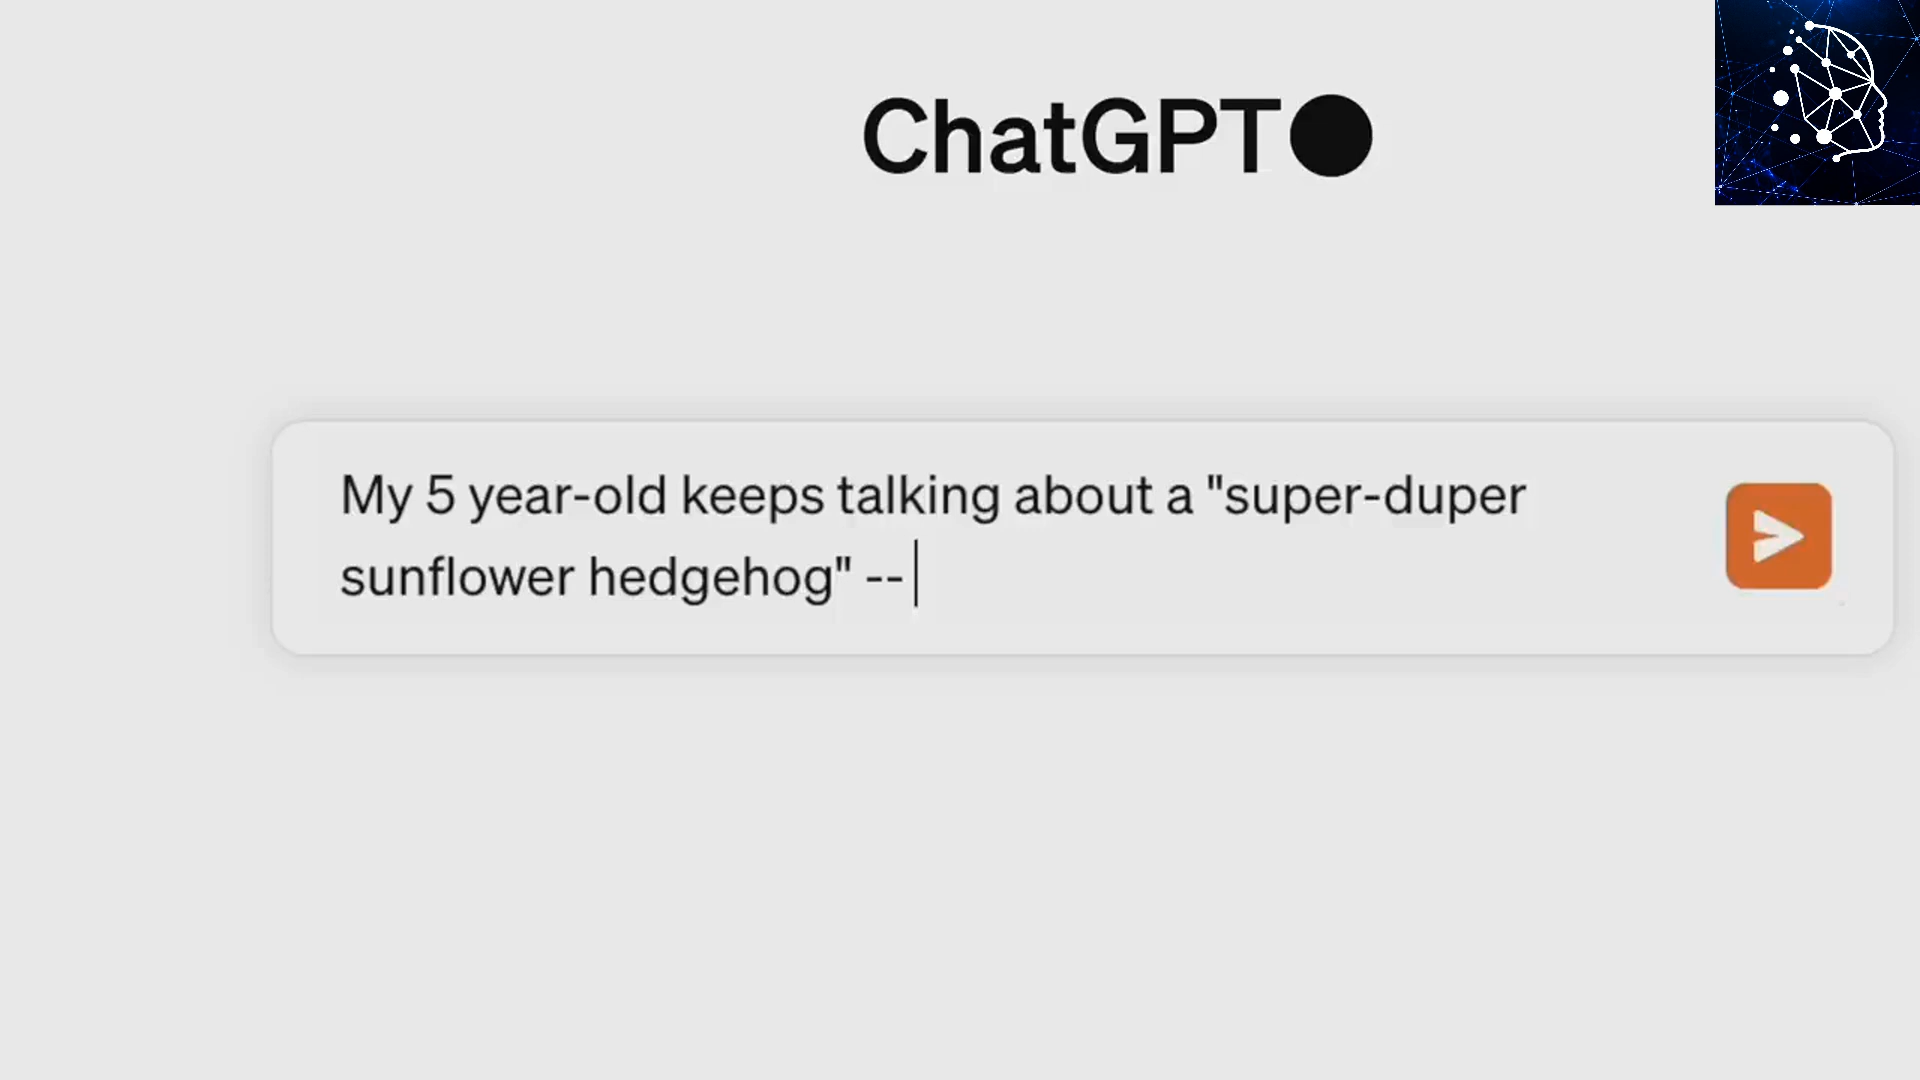 ChatGPT
My 5 year-old keeps talking about a "super-duper
sunflower hedgehog" --